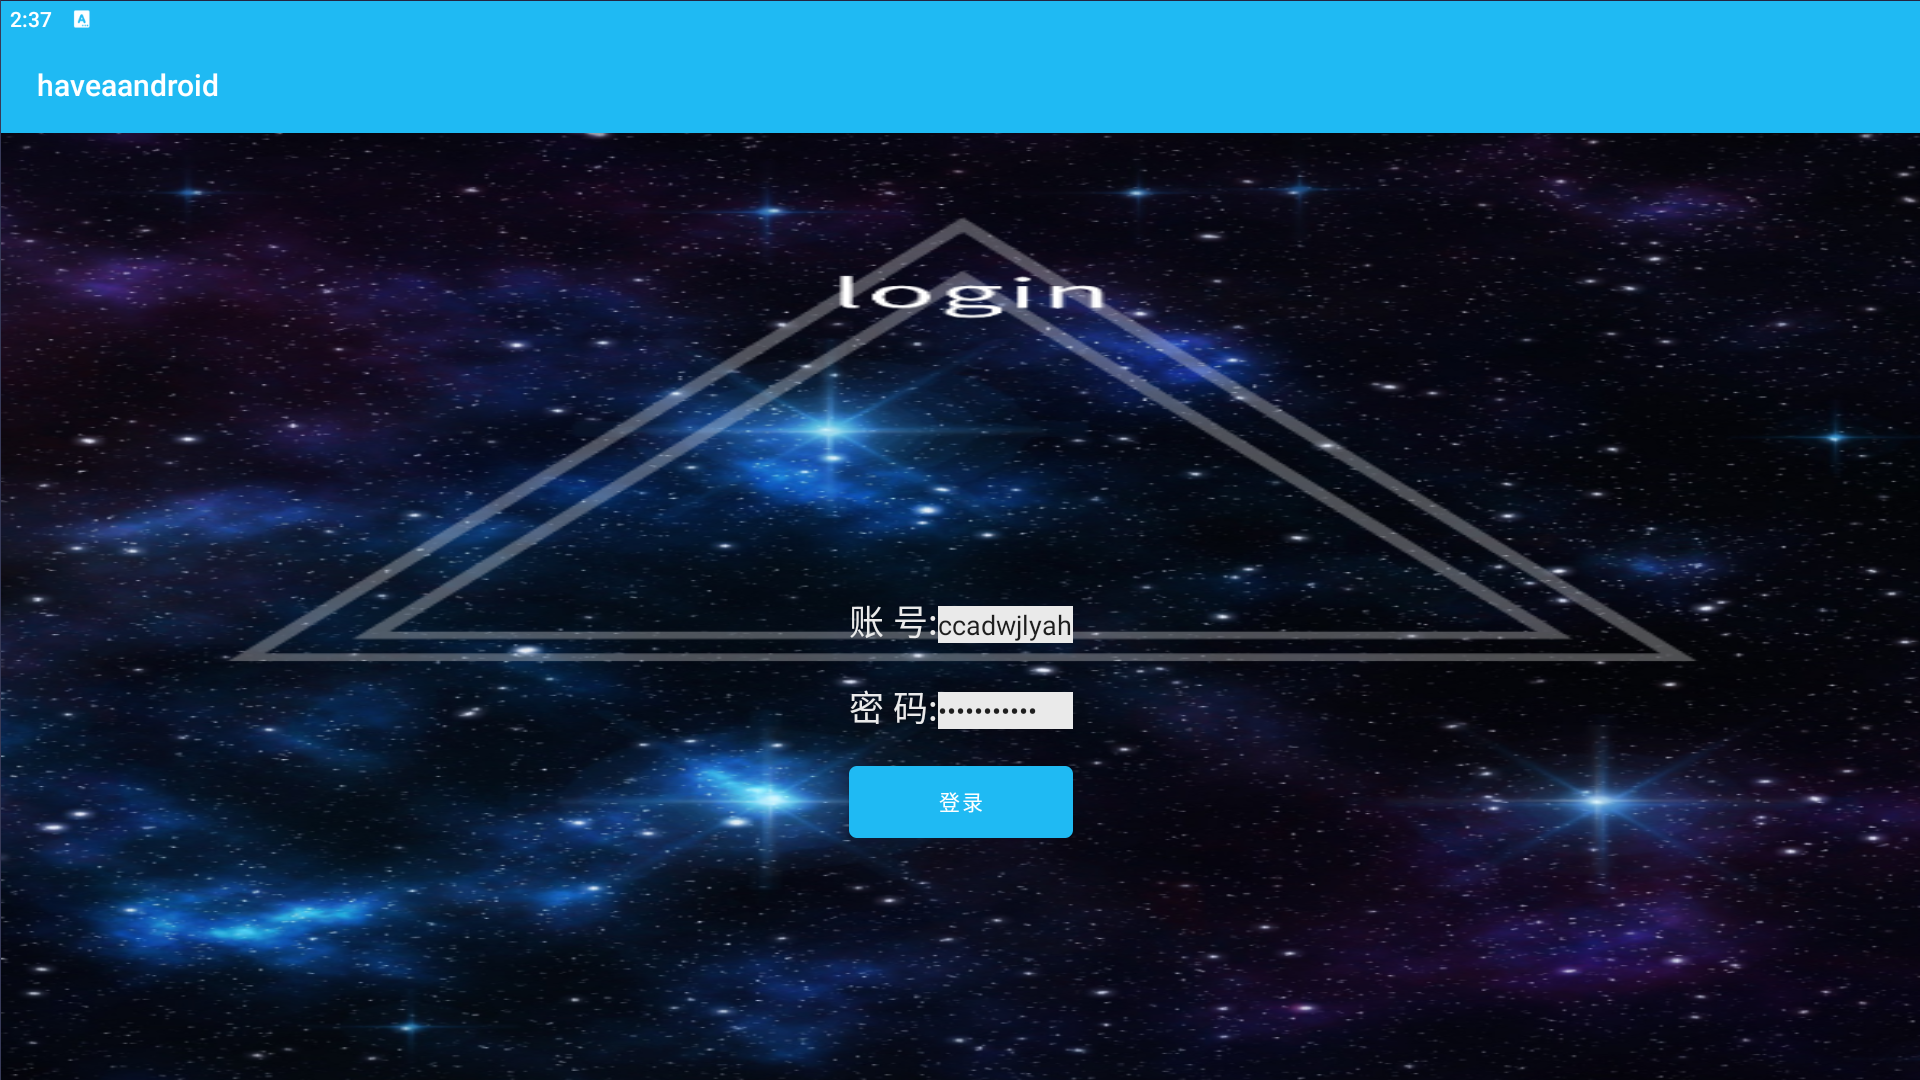 2:37 A
haveaandroid
login
账 号:ccadwjlyah
密 码:•••••••••••
登录